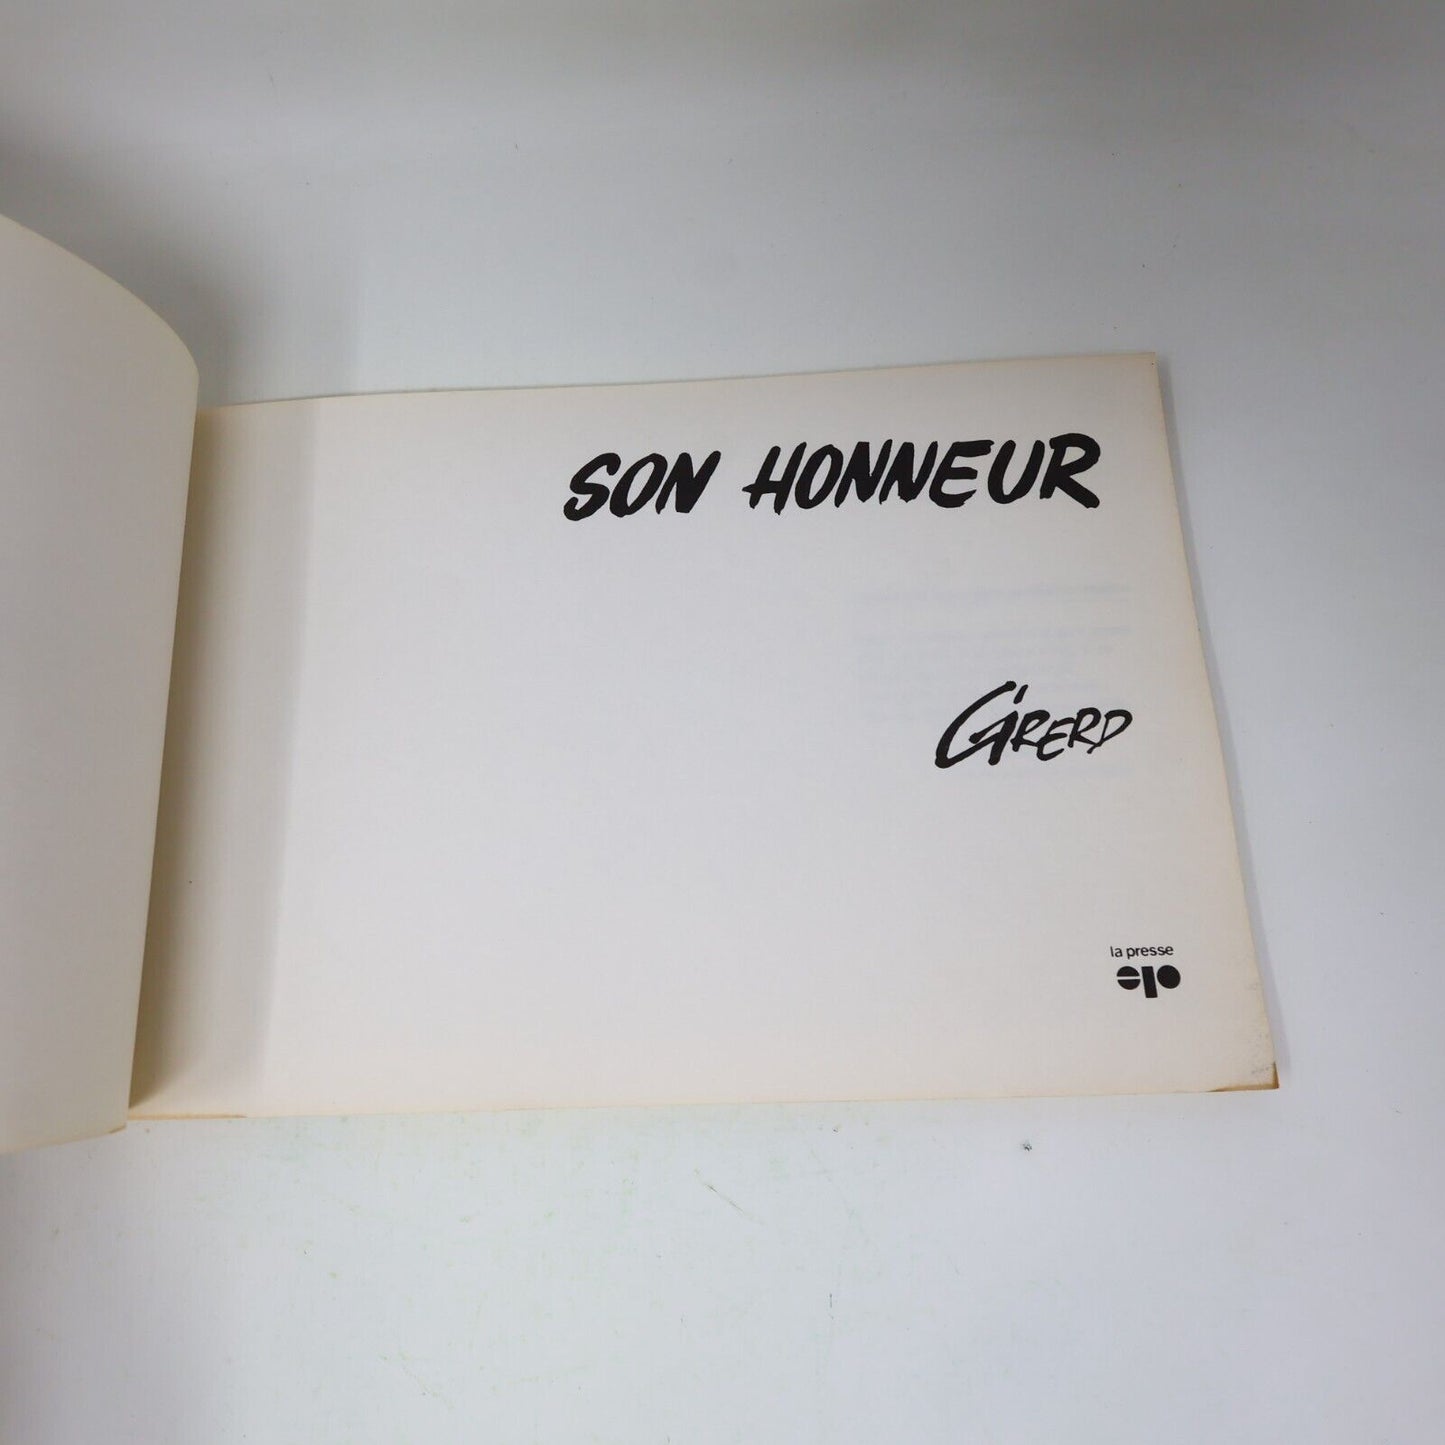 SON HONNEUR
GIRERD
la presse